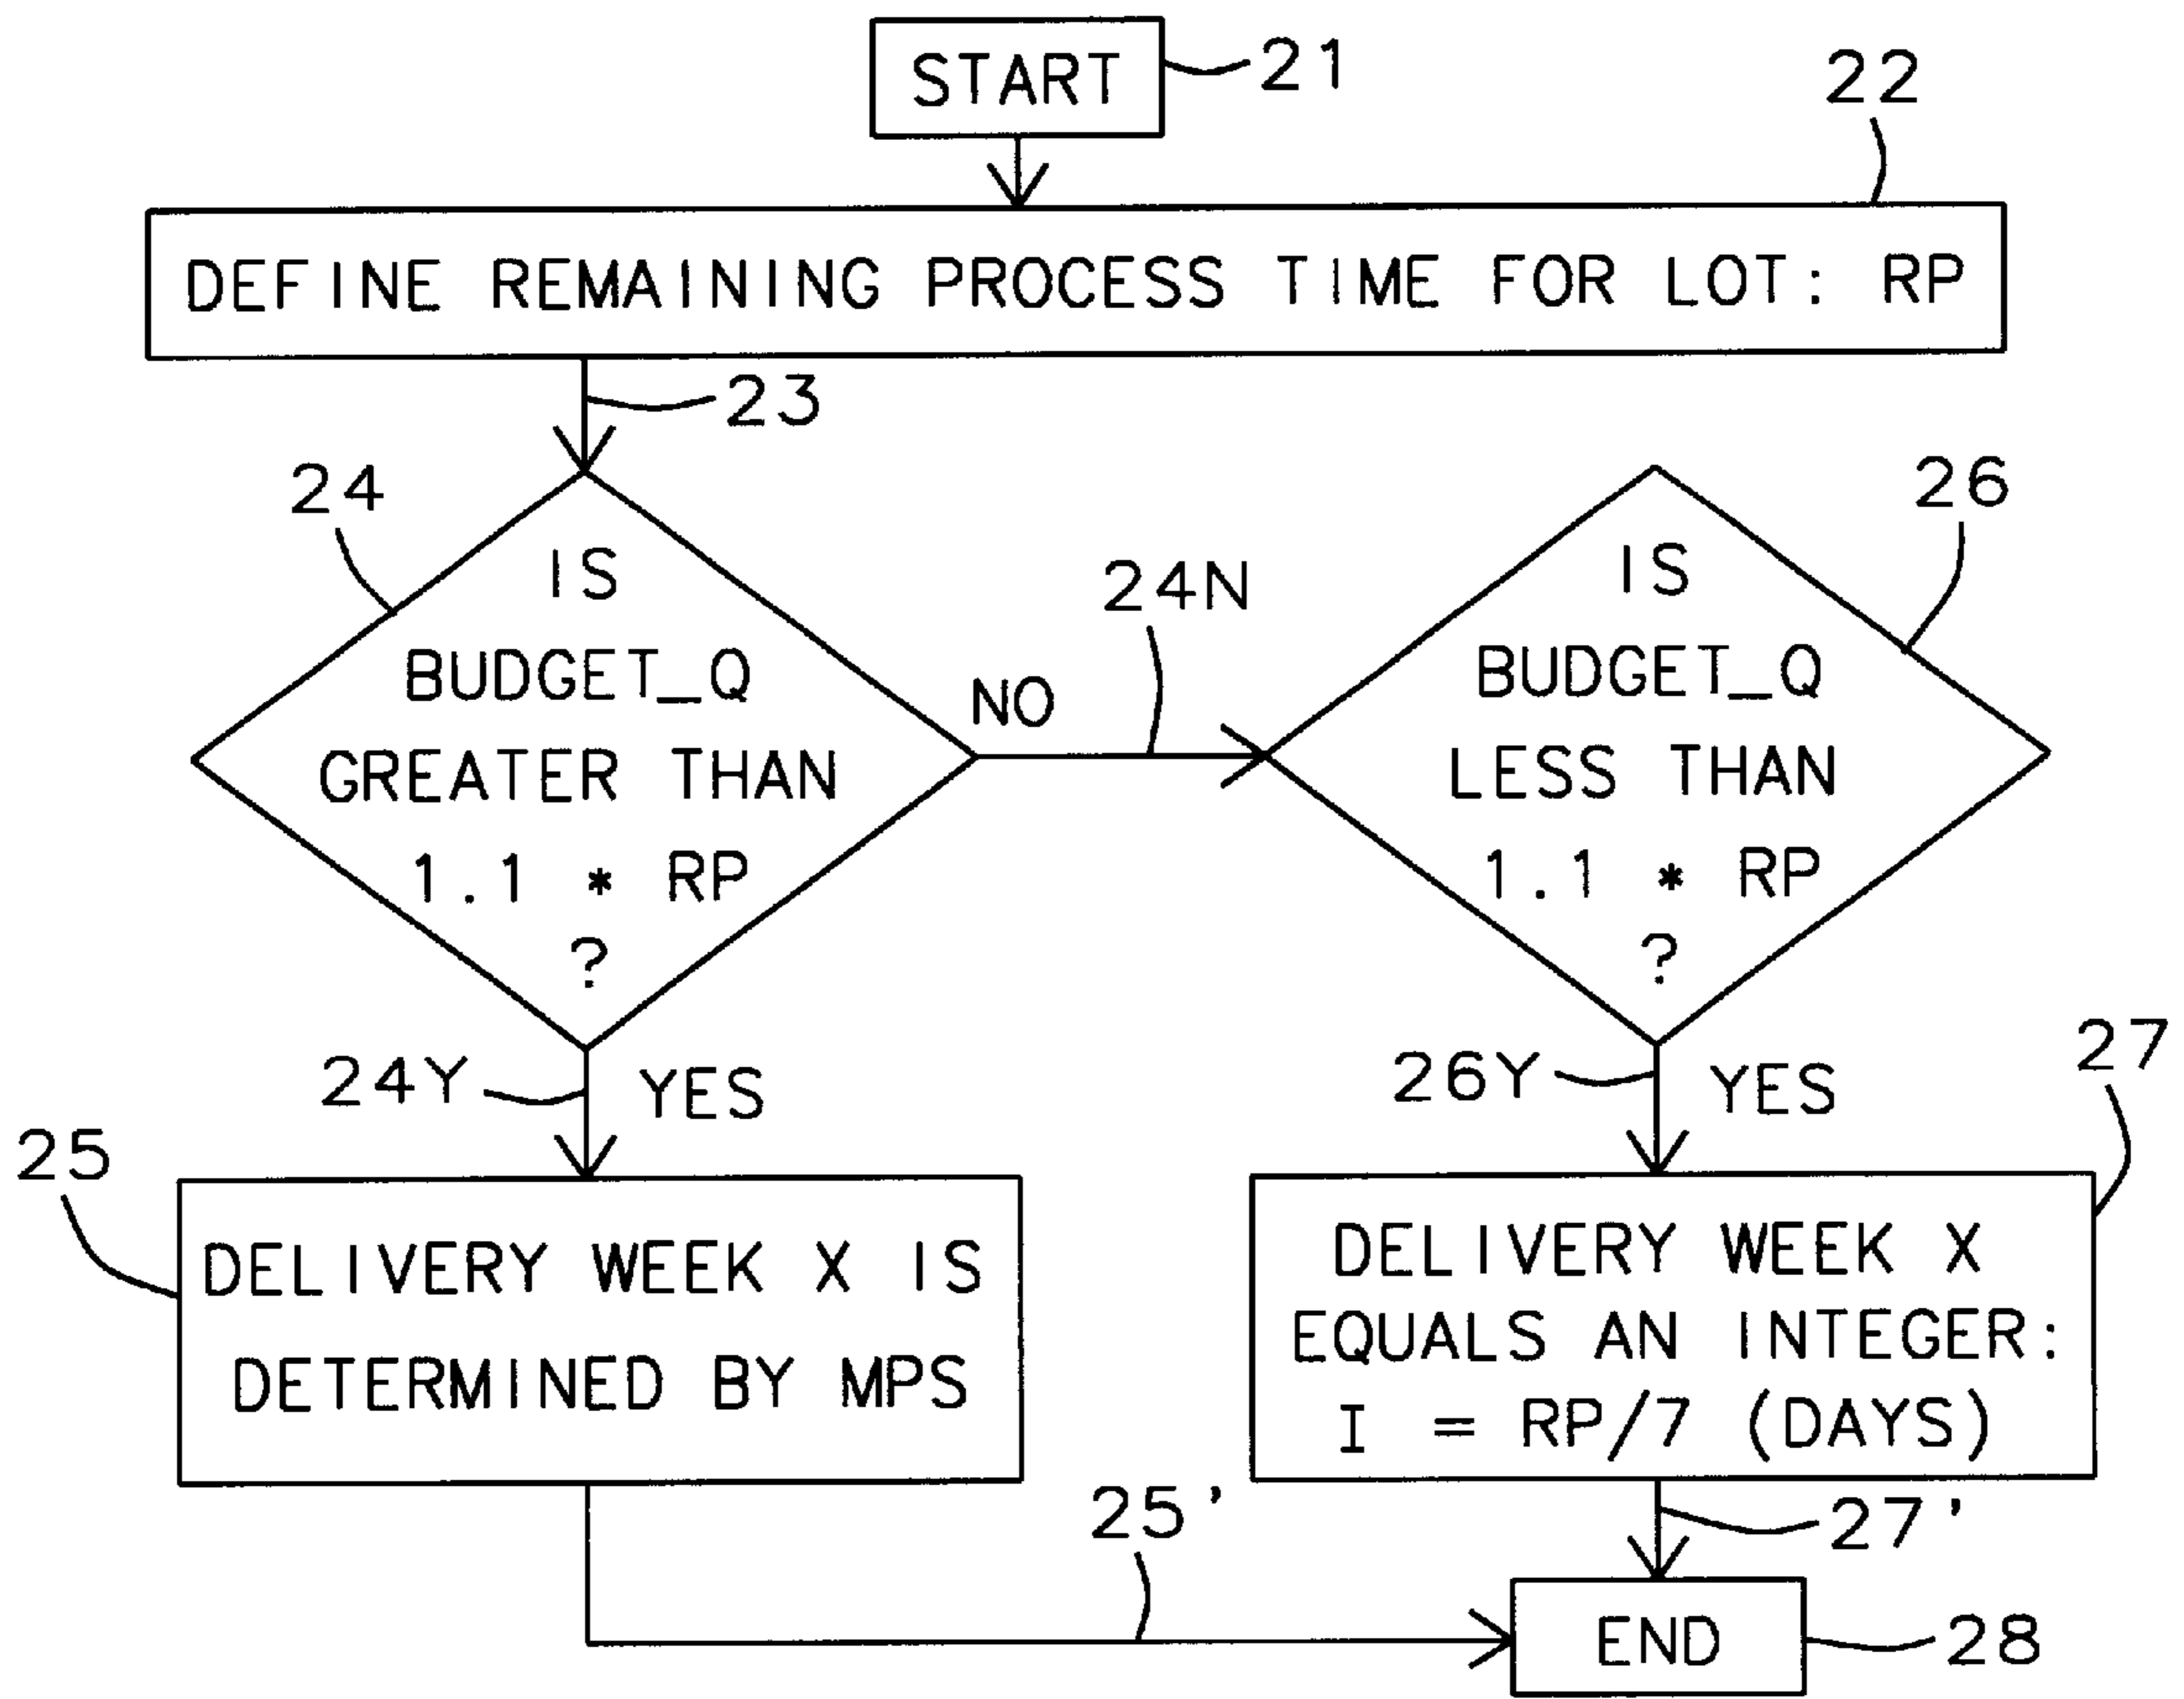 START
21
22
DEFINE REMAINING PROCESS TIME FOR LOT: RP
23
24
IS
BUDGET_Q
GREATER THAN
1.1 * RP
?
NO
24N
26
IS
BUDGET_Q
LESS THAN
1.1 * RP
?
24Y
YES
26Y
YES
25
DELIVERY WEEK X IS
DETERMINED BY MPS
27
DELIVERY WEEK X
EQUALS AN INTEGER:
I = RP/7 (DAYS)
25'
27'
END
28